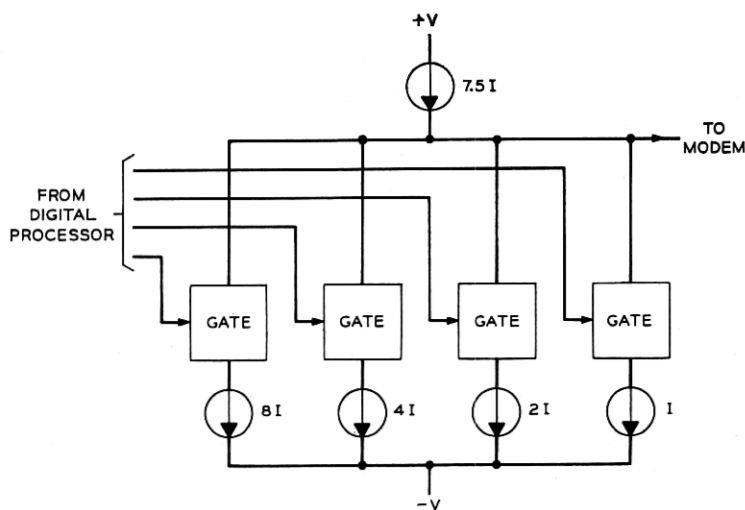 +V
7.5 I
TO
MODEM
FROM
DIGITAL
PROCESSOR
GATE
GATE
GATE
GATE
8 I
4 I
2 I
I
-V